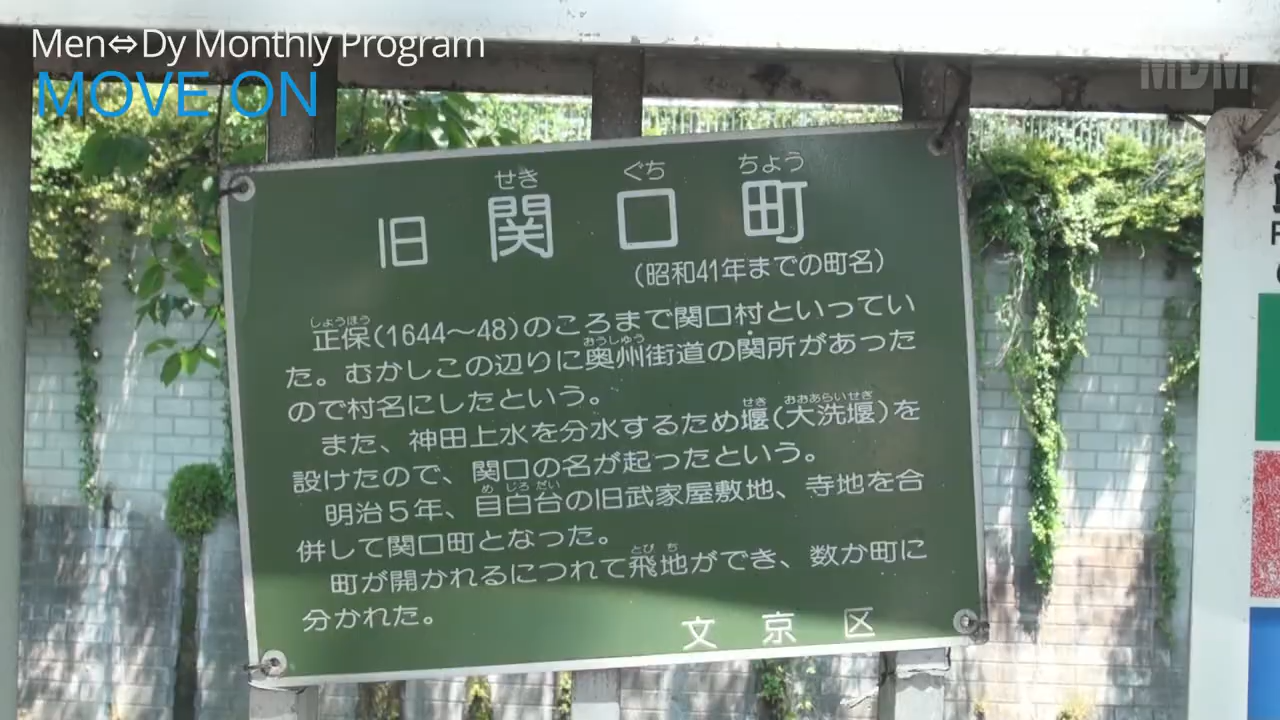 Men⇔Dy Monthly Program
MOVE ON
MDM
せき ぐち ちょう
旧 関 口 町
(昭和41年までの町名)
しょうほう
正保(1644〜48)のころまで関口村といってい
おうしゅう
た。むかしこの辺りに奥州街道の関所があった
ので村名にしたという。
せき おおあらいせき
また、神田上水を分水するため堰(大洗堰)を
設けたので、関口の名が起ったという。
め じろ だい
明治5年、目白台の旧武家屋敷地、寺地を合
併して関口町となった。
とび ち
町が開かれるにつれて飛地ができ、数か町に
分かれた。
文 京 区